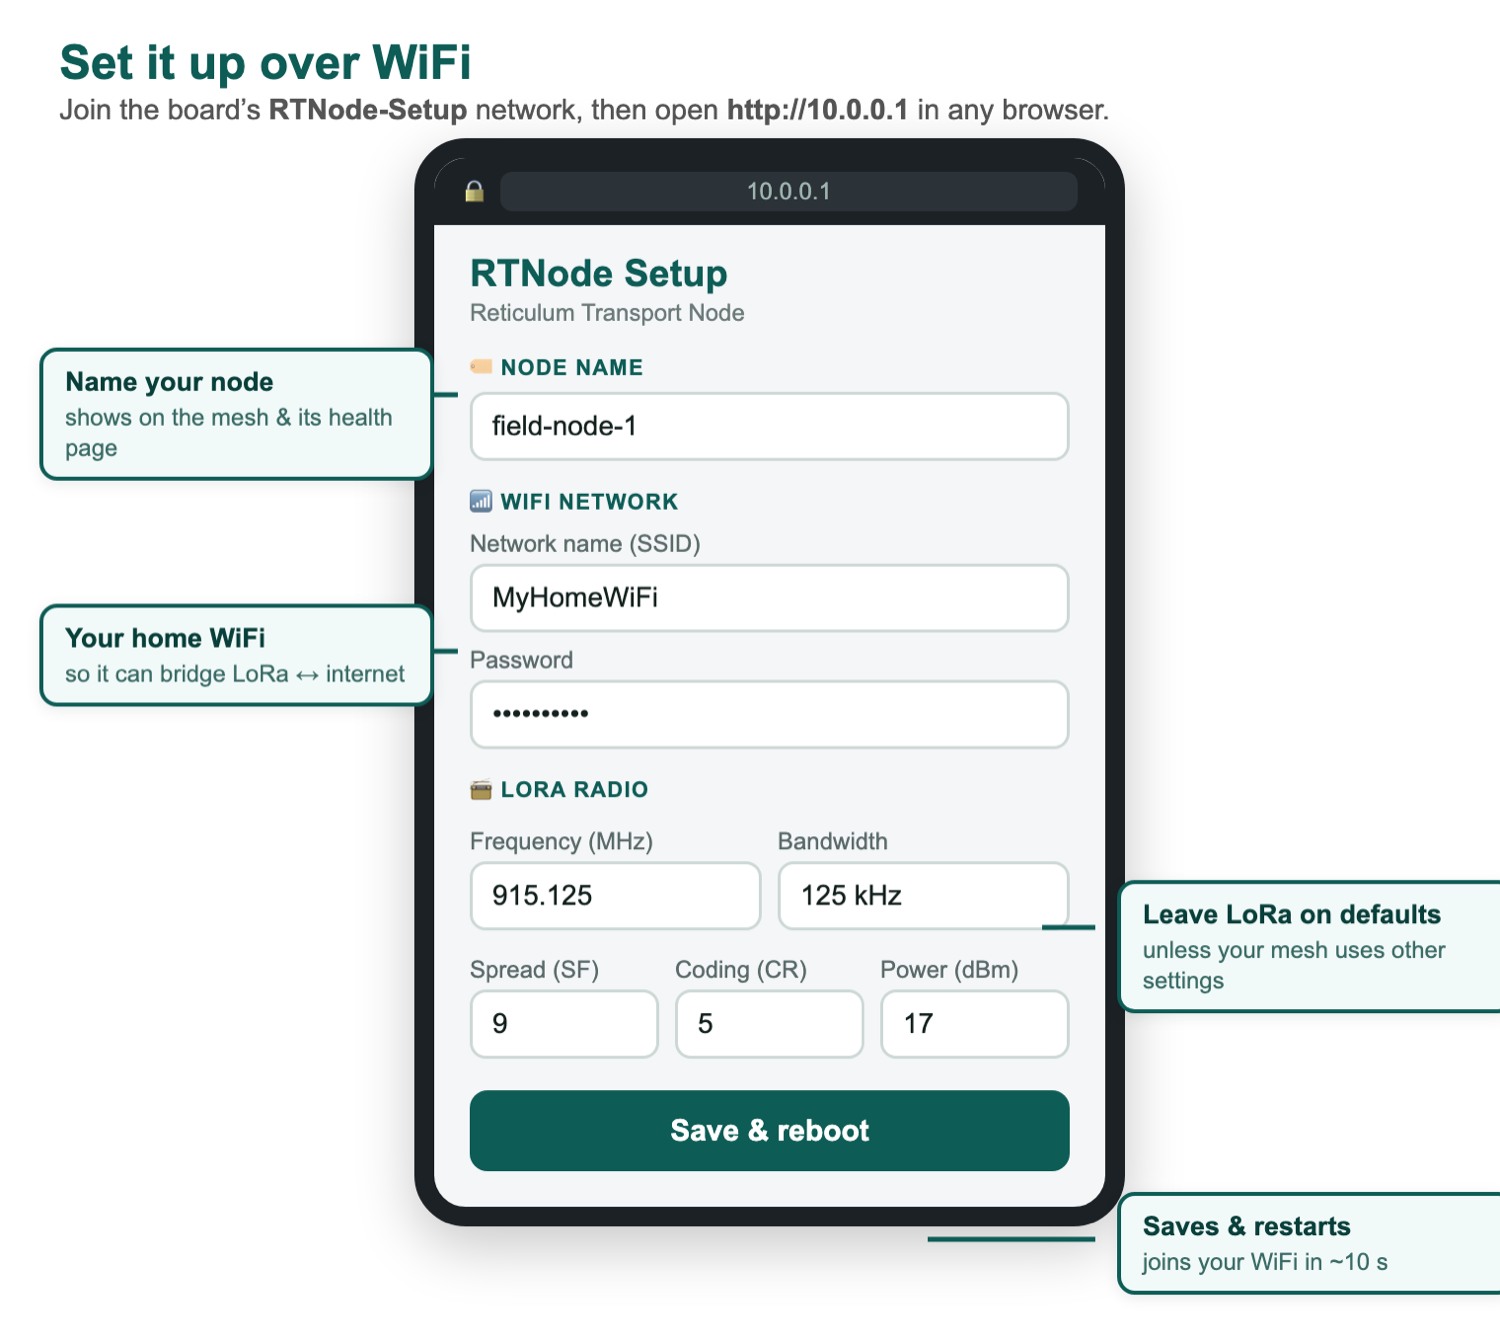 Set it up over WiFi
Join the board’s RTNode-Setup network, then open http://10.0.0.1 in any browser.
10.0.0.1
RTNode Setup
Reticulum Transport Node
NODE NAME
field-node-1
Name your node
shows on the mesh & its health
page
WIFI NETWORK
Network name (SSID)
MyHomeWiFi
Your home WiFi
so it can bridge LoRa ↔ internet
Password
••••••••••
LORA RADIO
Frequency (MHz)
915.125
Bandwidth
125 kHz
Leave LoRa on defaults
unless your mesh uses other
settings
Spread (SF)
9
Coding (CR)
5
Power (dBm)
17
Save & reboot
Saves & restarts
joins your WiFi in ~10 s